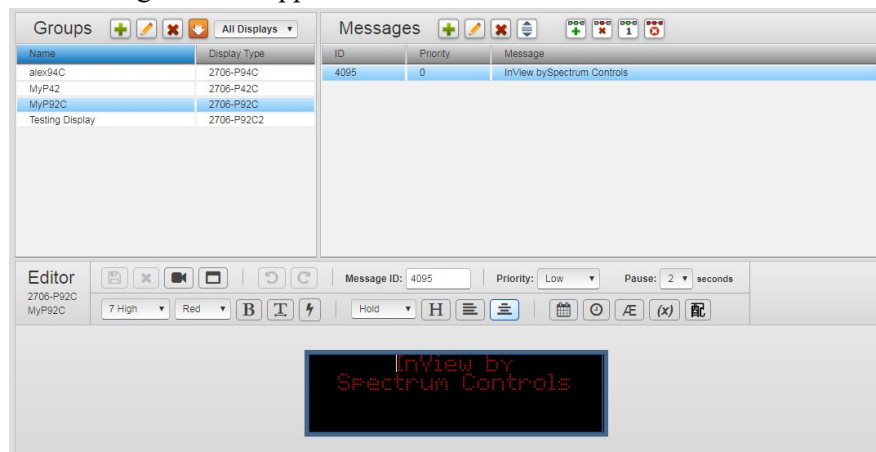 Groups All Displays Messages
Name Display Type ID Priority Message
alex94C 2706-P94C 4095 0 InView bySpectrum Controls
MyP42 2706-P42C
MyP92C 2706-P92C
Testing Display 2706-P92C2
Editor Message ID: 4095 Priority: Low Pause: 2 seconds
2706-P92C
MyP92C 7 High Red B T Hold H Æ (x) 配
InView by
Spectrum Controls